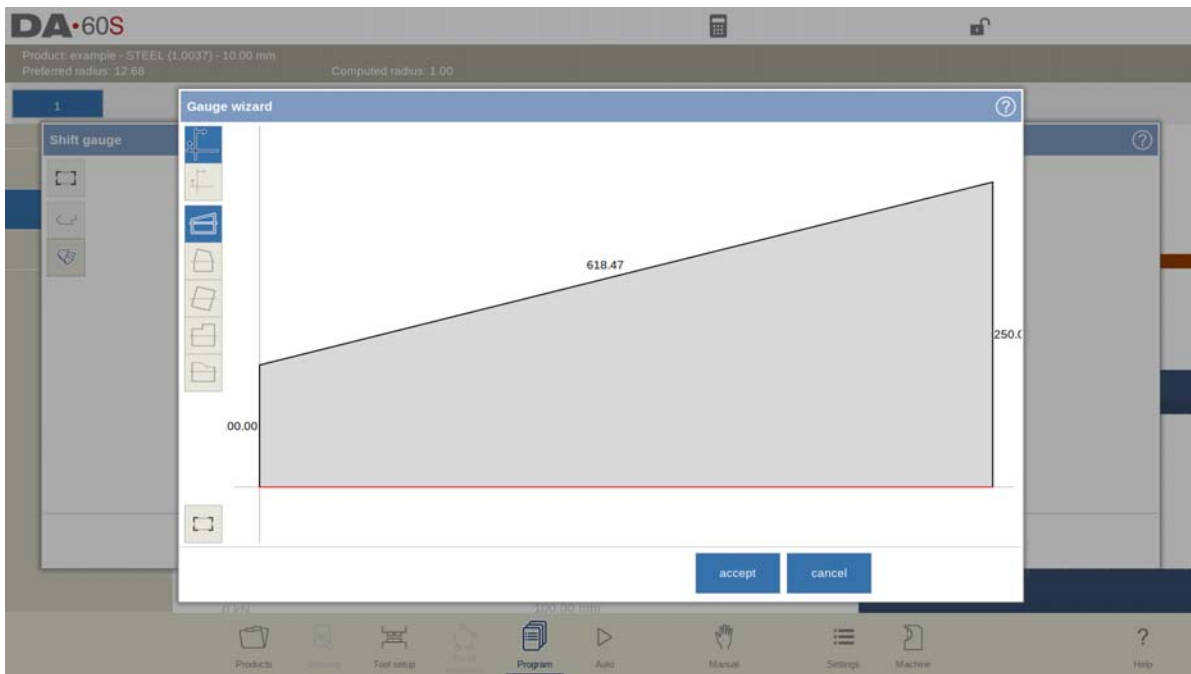 DA•60S
Product: example - STEEL (1.0037) - 10.00 mm
Preferred radius: 12.68
Computed radius: 1.00
1
Shift gauge
?
Gauge wizard
?
618.47
250.0
00.00
accept
cancel
100.00 mm
Products
Tool setup
Program
Auto
Manual
Settings
Machine
?
Help